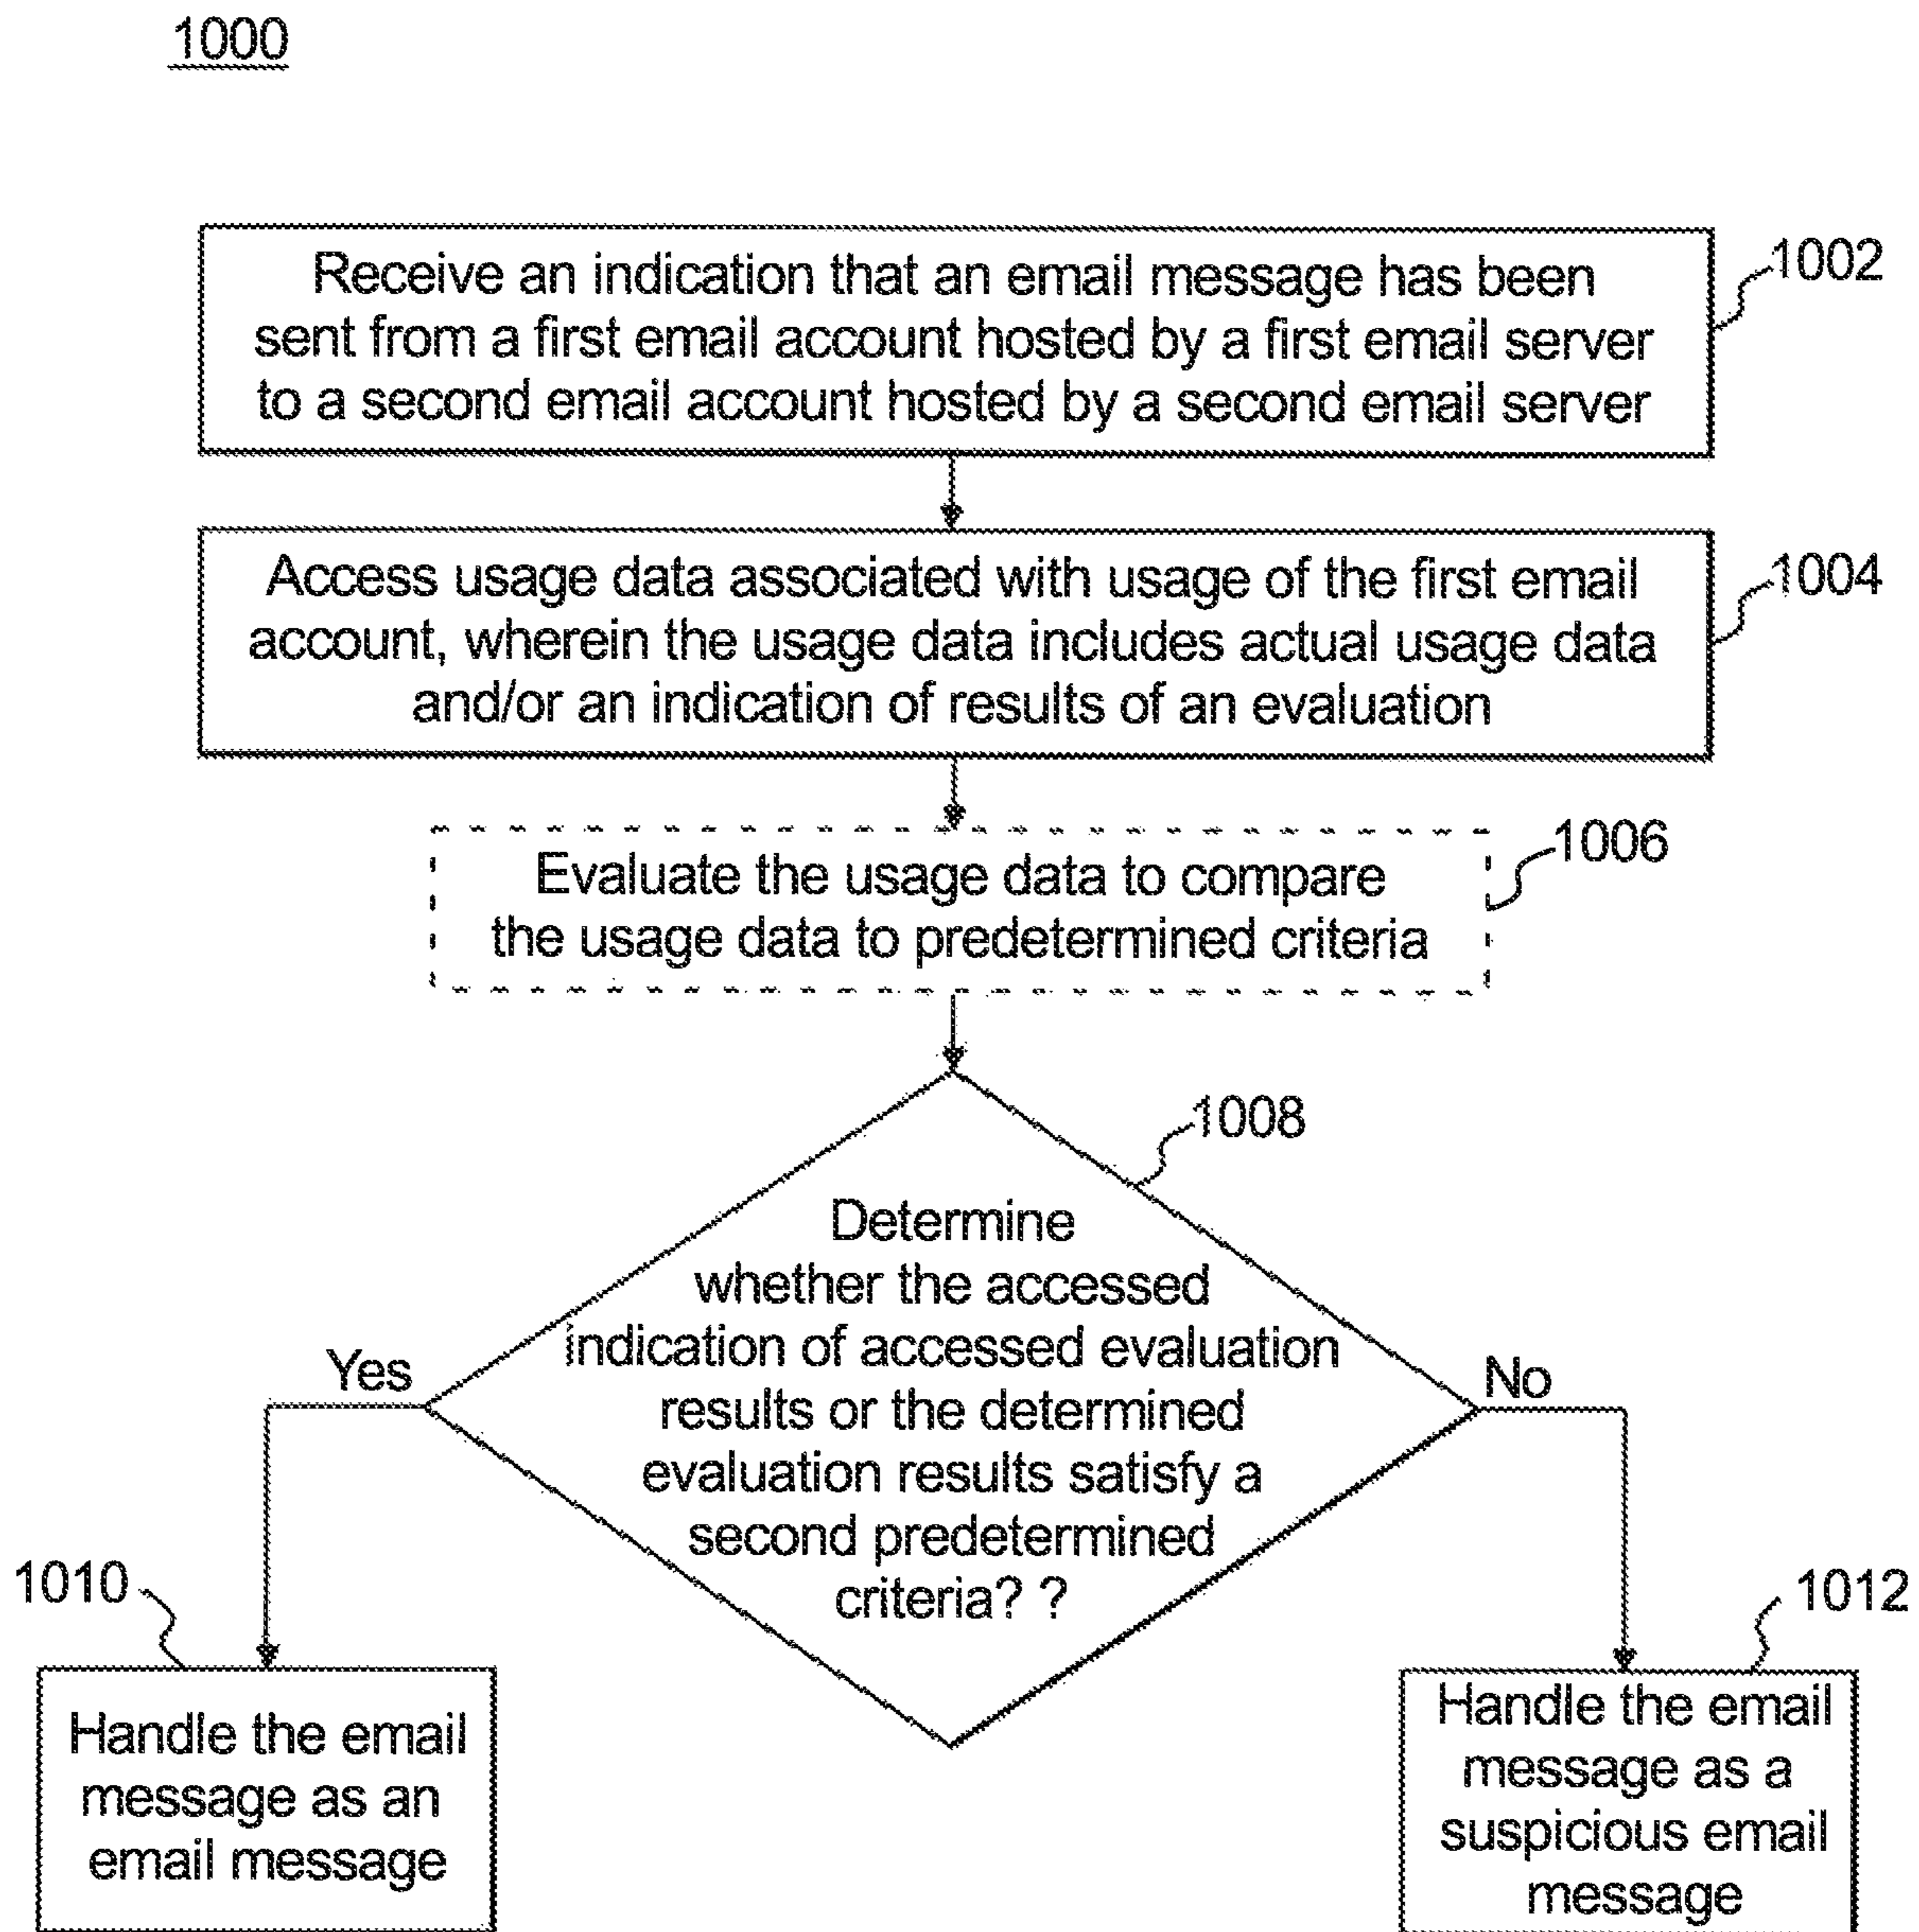 1000
Receive an indication that an email message has been
sent from a first email account hosted by a first email server
to a second email account hosted by a second email server
1002
Access usage data associated with usage of the first email
account, wherein the usage data includes actual usage data
and/or an indication of results of an evaluation
1004
Evaluate the usage data to compare
the usage data to predetermined criteria
1006
1008
Determine
whether the accessed
indication of accessed evaluation
results or the determined
evaluation results satisfy a
second predetermined
criteria? ?
Yes
No
1010
Handle the email
message as an
email message
1012
Handle the email
message as a
suspicious email
message